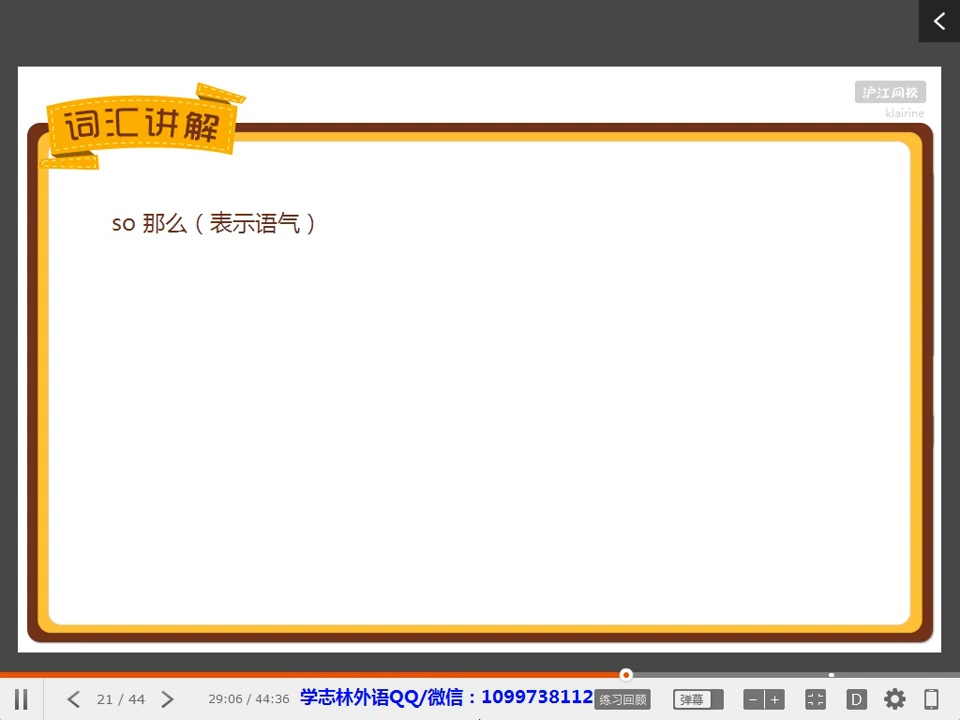 沪江网校
klairine
词汇讲解
so 那么（表示语气）
21 / 44
29:06 / 44:36
学志林外语QQ/微信：1099738112
练习回顾
弹幕
D